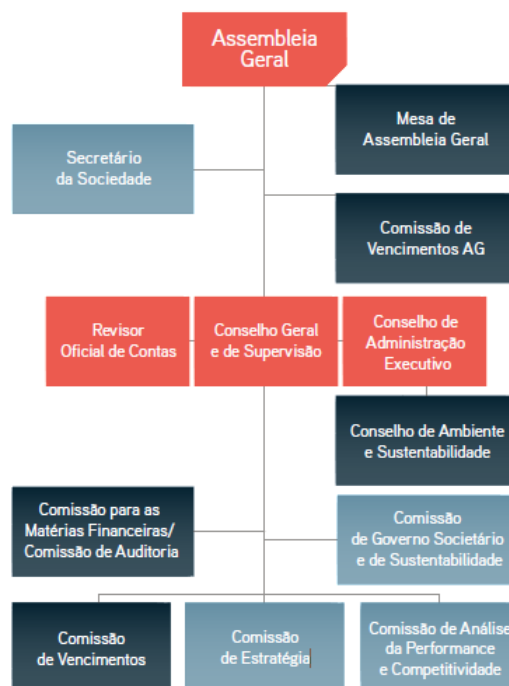 Assembleia
Geral
Mesa de
Assembleia Geral
Secretário
da Sociedade
Comissão de
Vencimentos AG
Revisor
Oficial de Contas
Conselho Geral
e de Supervisão
Conselho de
Administração
Executivo
Conselho de Ambiente
e Sustentabilidade
Comissão para as
Matérias Financeiras/
Comissão de Auditoria
Comissão
de Governo Societário
e de Sustentabilidade
Comissão
de Vencimentos
Comissão
de Estratégia
Comissão de Análise
da Performance
e Competitividade